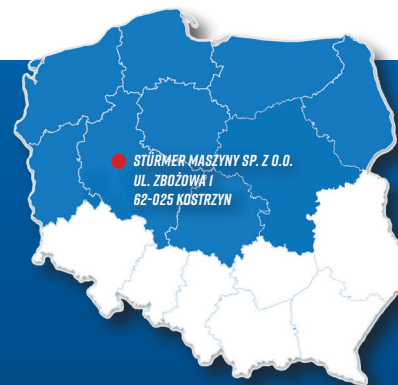 STÜRMER MASZYNY SP. Z O.O.
UL. ZBOŻOWA 1
62-025 KOSTRZYN